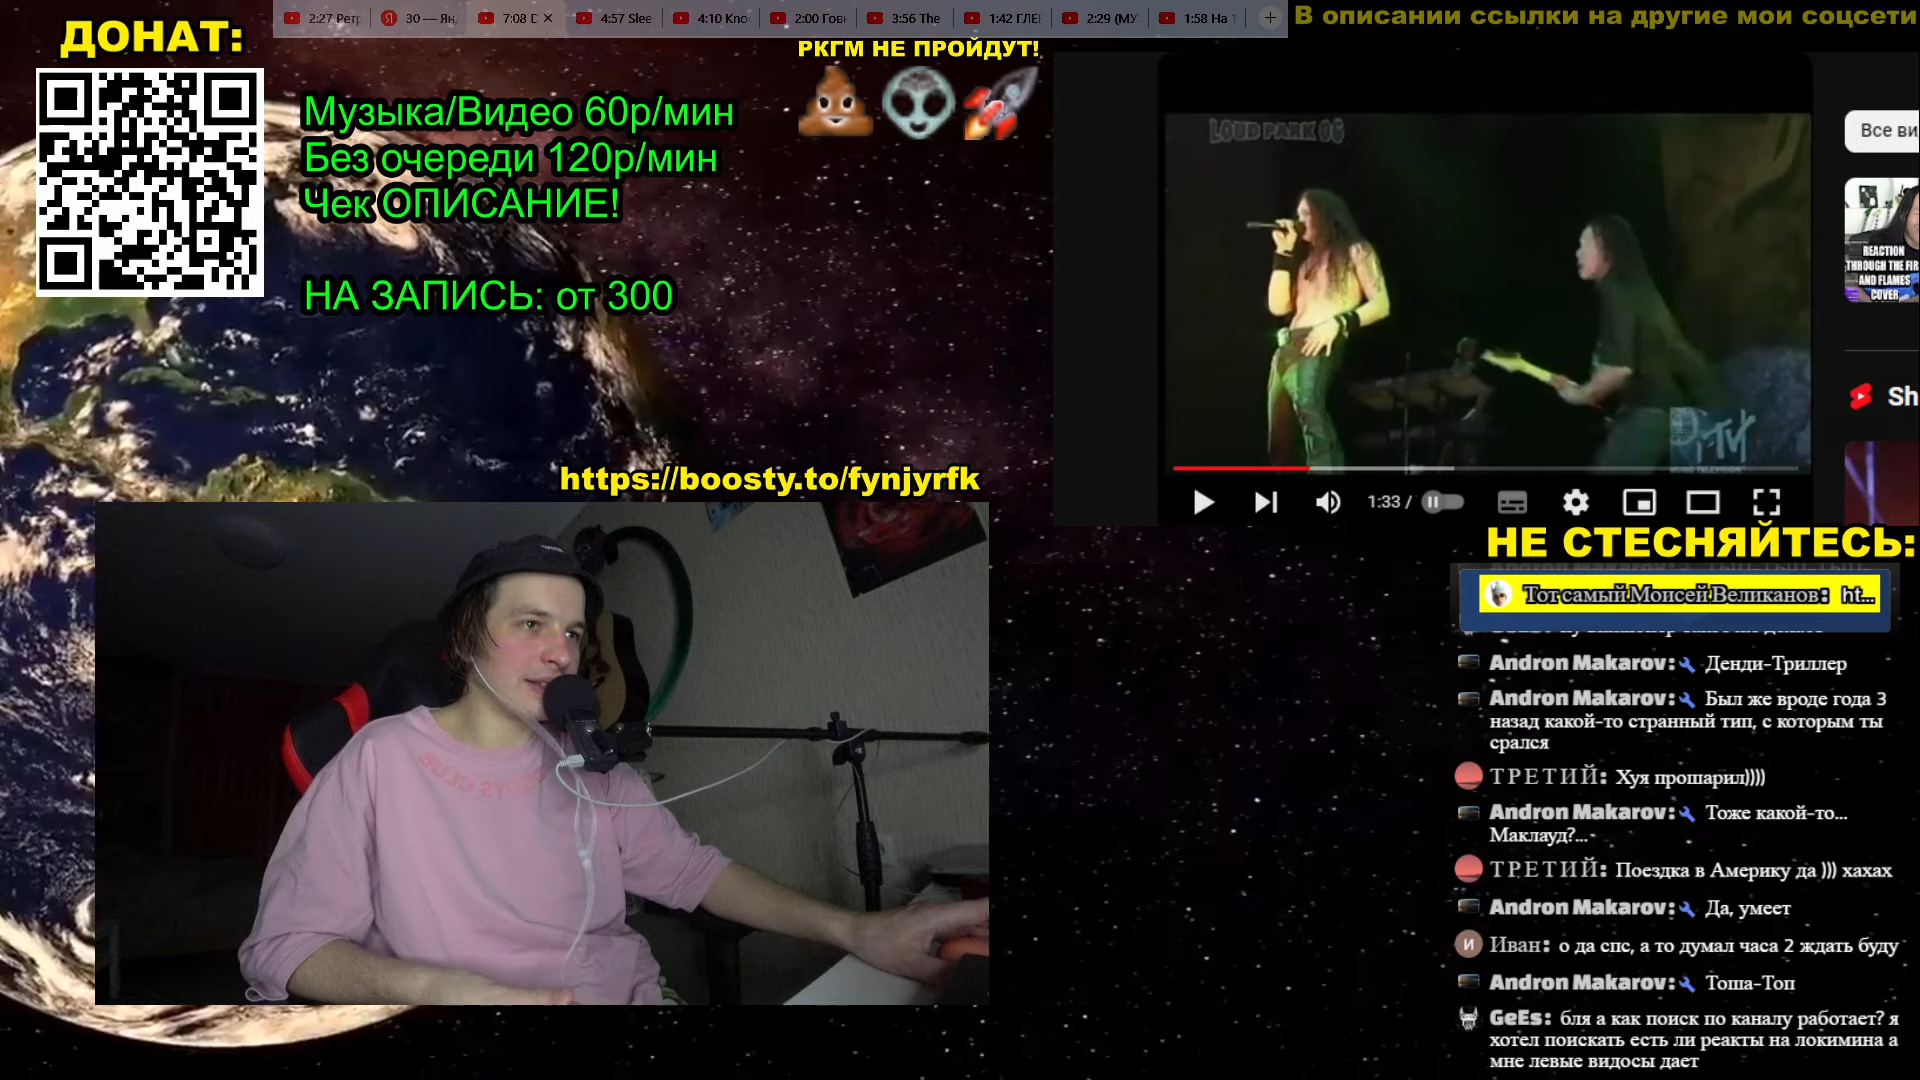 2:27 Ретр
30 — Ян
7:08
4:57 Slee
4:10 Kno
2:00 Гов
3:56 The
1:42 ГЛЕ
2:29 (МУ
1:58 На
В описании ссылки на другие мои соцсети
ДОНАТ:
РКГМ НЕ ПРОЙДУТ!
Музыка/Видео 60р/мин
Без очереди 120р/мин
Чек ОПИСАНИЕ!
НА ЗАПИСЬ: от 300
https://boosty.to/fynjyrfk
LOUD PARK 06
MTV
MUSIC TELEVISION
1:33 /
Все ви
REACTION
THROUGH THE FIR
AND FLAMES
COVER
Sh
НЕ СТЕСНЯЙТЕСЬ:
Тот самый Моисей Великанов: ht...
Andron Makarov: Денди-Триллер
Andron Makarov: Был же вроде года 3
назад какой-то странный тип, с которым ты
срался
ТРЕТИЙ: Хуя прошарил))))
Andron Makarov: Тоже какой-то...
Маклауд?...
ТРЕТИЙ: Поездка в Америку да ))) хахах
Andron Makarov: Да, умеет
Иван: о да спс, а то думал часа 2 ждать буду
Andron Makarov: Тоша-Топ
GeEs: бля а как поиск по каналу работает? я
хотел поискать есть ли реакты на локимина а
мне левые видосы дает